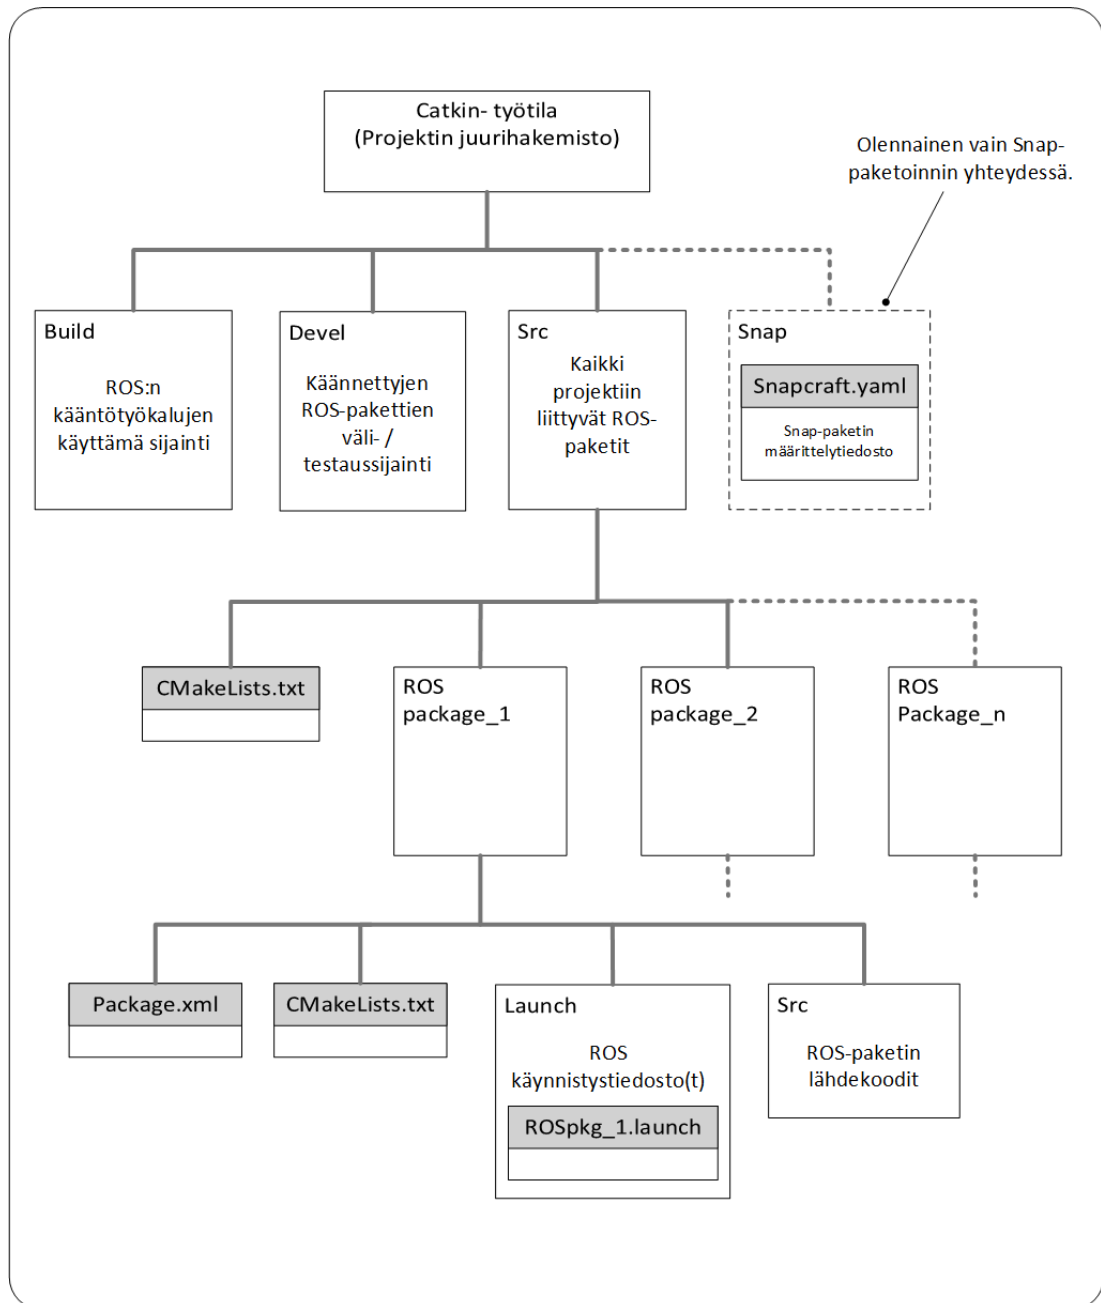 Catkin- työtila
(Projektin juurihakemisto)
Olennainen vain Snap-
paketoinnin yhteydessä.
Build
ROS:n
kääntötyökalujen
käyttämä sijainti
Devel
Käännettyjen
ROS-pakettien
väli- /
testaussijainti
Src
Kaikki
projektiin
liittyvät ROS-
paketit
Snap
Snapcraft.yaml
Snap-paketin
määrittelytiedosto
CMakeLists.txt
ROS
package_1
ROS
package_2
ROS
Package_n
Package.xml
CMakeLists.txt
Launch
ROS
käynnistystiedosto(t)
ROSpkg_1.launch
Src
ROS-paketin
lähdekoodit